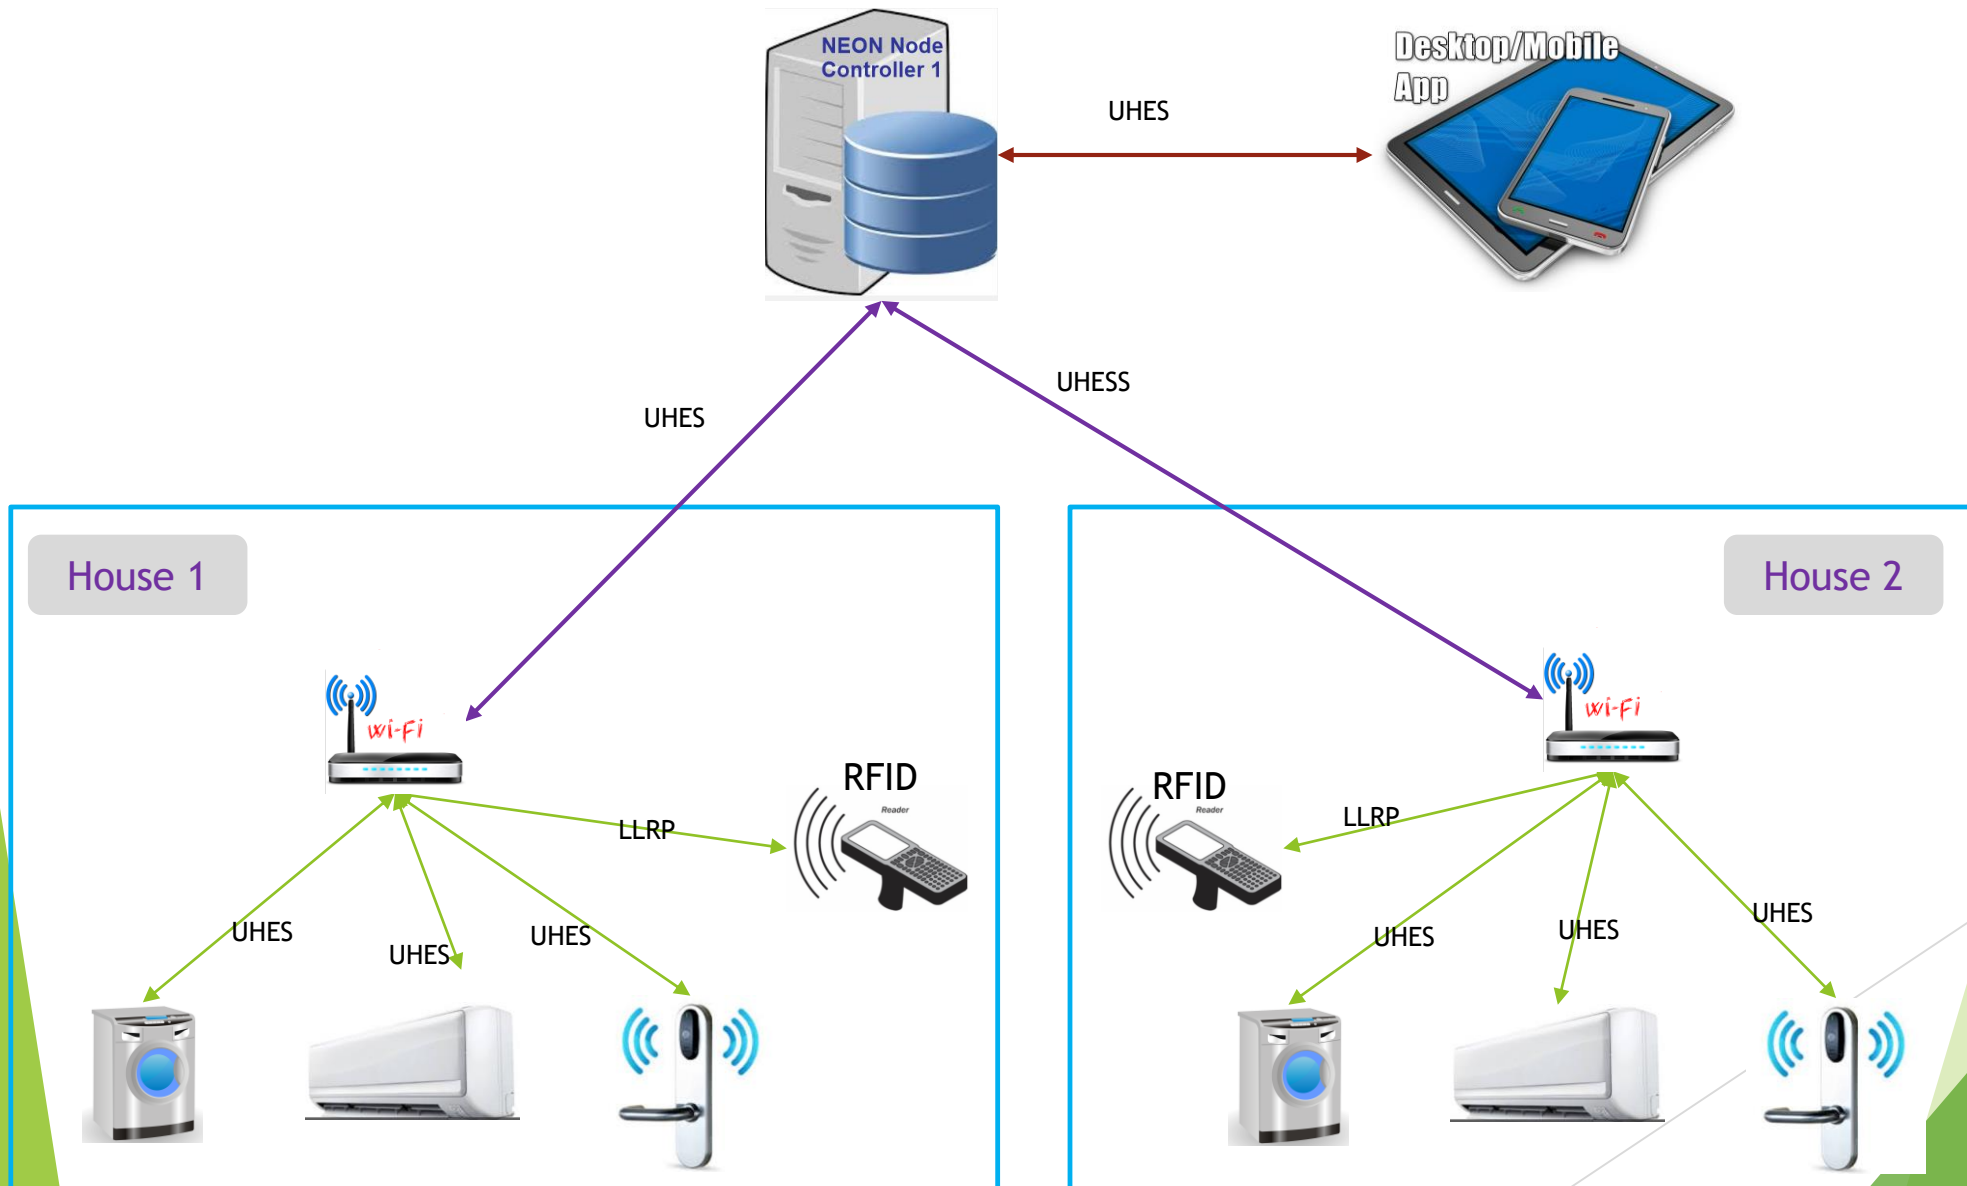 NEON Node
Controller 1
Desktop/Mobile
App
UHES
UHESS
UHES
House 1
House 2
Wi-Fi
Wi-Fi
RFID
Reader
RFID
Reader
LLRP
LLRP
UHES
UHES
UHES
UHES
UHES
UHES